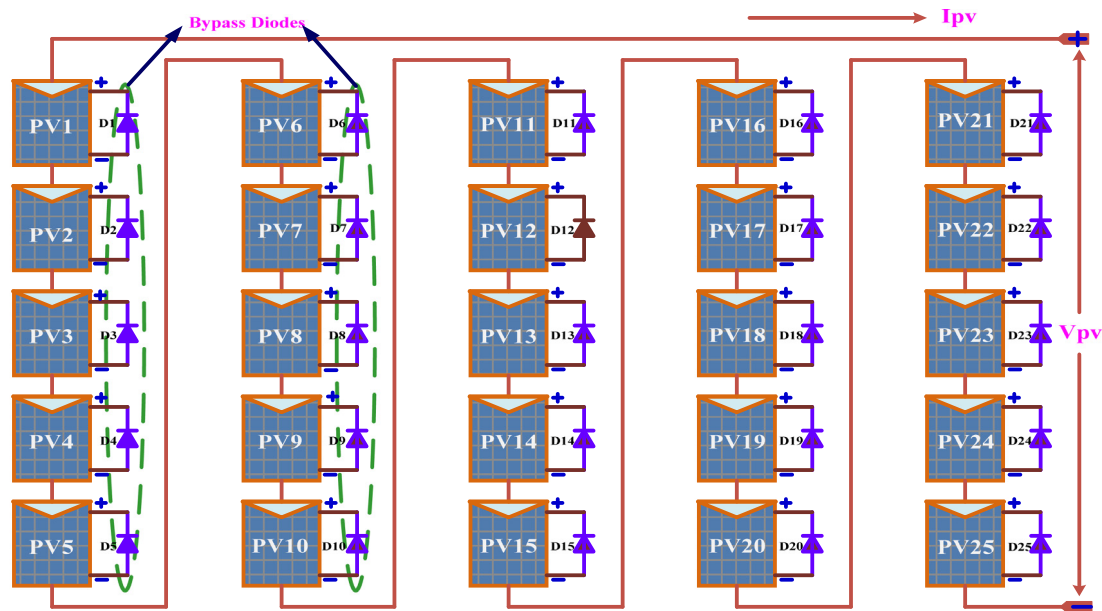 Bypass Diodes
Ipv
+
+ + + + +
PV1 D1 PV6 D6 PV11 D11 PV16 D16 PV21 D21
− − − − −
+ + + + +
PV2 D2 PV7 D7 PV12 D12 PV17 D17 PV22 D22
− − − − −
+ + + + +
PV3 D3 PV8 D8 PV13 D13 PV18 D18 PV23 D23
Vpv
− − − − −
+ + + + +
PV4 D4 PV9 D9 PV14 D14 PV19 D19 PV24 D24
− − − − −
+ + + + +
PV5 D5 PV10 D10 PV15 D15 PV20 D20 PV25 D25
− − − − −
−